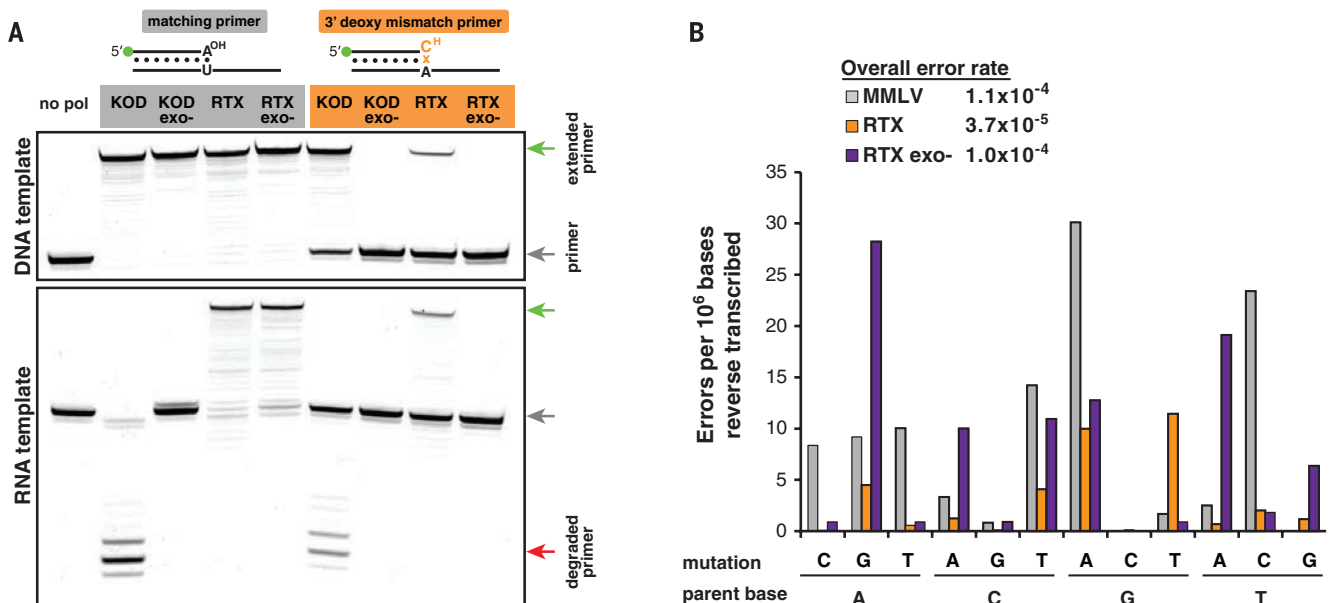 A
matching primer
3' deoxy mismatch primer
5' A OH
U
5' C H
x
A
no pol KOD KOD exo- RTX RTX exo- KOD KOD exo- RTX RTX exo-
DNA template
extended primer
primer
RNA template
degraded primer
B
Overall error rate
MMLV 1.1x10-4
RTX 3.7x10-5
RTX exo- 1.0x10-4
Errors per 10⁶ bases
reverse transcribed
35
30
25
20
15
10
5
0
mutation C G T A G T A C T A C G
parent base A C G T